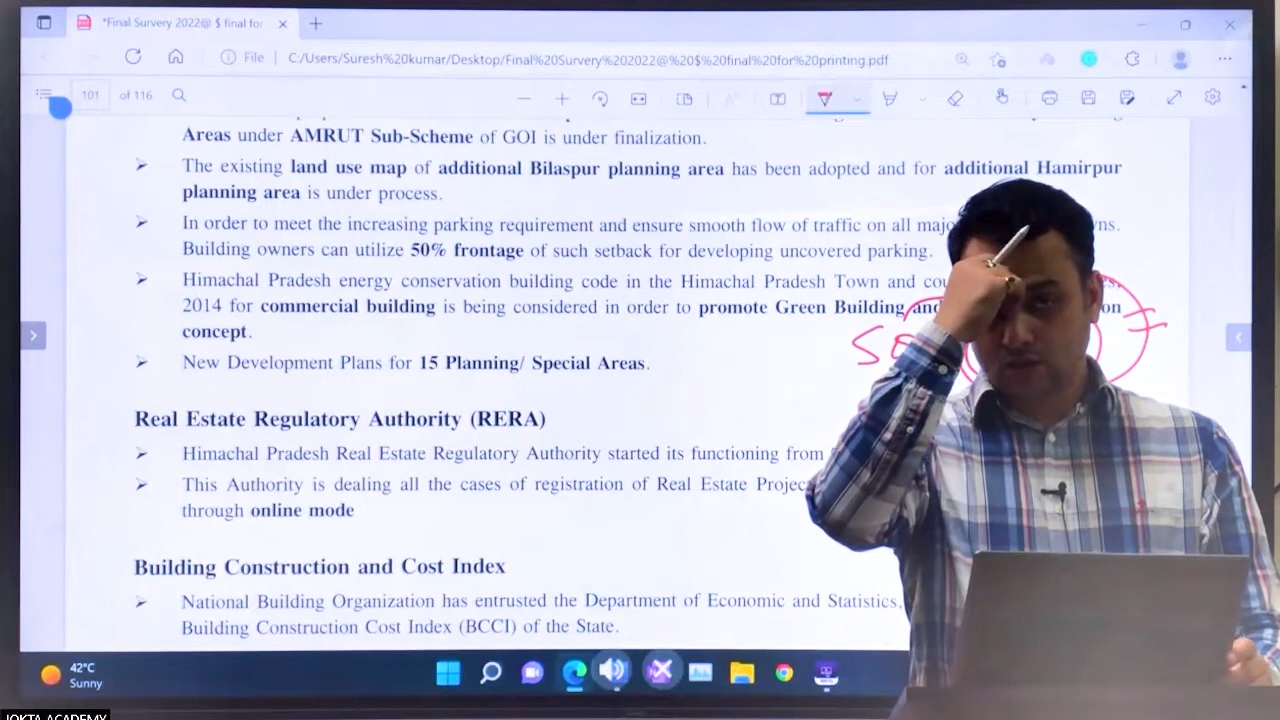 *Final Survery 2022@ $ final for
File
C:/Users/Suresh%20kumar/Desktop/Final%20Survery%202022@%20$%20final%20for%20printing.pdf
101 of 116
Areas under AMRUT Sub-Scheme of GOI is under finalization.
➢ The existing land use map of additional Bilaspur planning area has been adopted and for additional Hamirpur
planning area is under process.
➢ In order to meet the increasing parking requirement and ensure smooth flow of traffic on all
Building owners can utilize 50% frontage of such setback for developing uncovered parking.
➢ Himachal Pradesh energy conservation building code in the Himachal Pradesh Town and
2014 for commercial building is being considered in order to promote Green Building and on
concept.
➢ New Development Plans for 15 Planning/ Special Areas.
Real Estate Regulatory Authority (RERA)
➢ Himachal Pradesh Real Estate Regulatory Authority started its functioning from
➢ This Authority is dealing all the cases of registration of Real Estate
through online mode
Building Construction and Cost Index
➢ National Building Organization has entrusted the Department of Economic and Statistics,
Building Construction Cost Index (BCCI) of the State.
42°C
Sunny
JOKTA ACADEMY